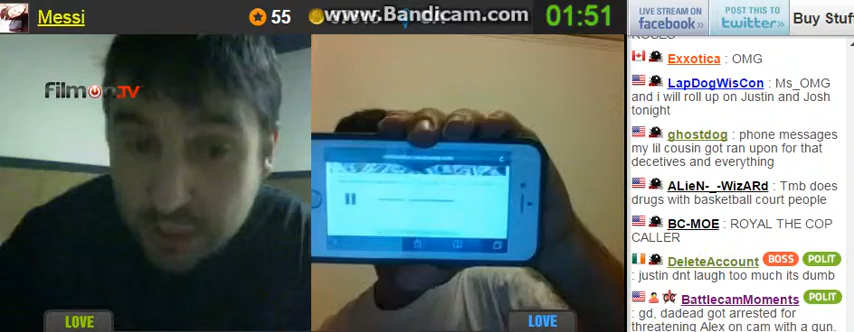 Messi
55
www.Bandicam.com
01:51
LIVE STREAM ON
facebook»
POST THIS TO
twitter»
Buy Stuf
FilmOn.TV
Exxotica : OMG
LapDogWisCon : Ms_OMG
and i will roll up on Justin and Josh
tonight
ghostdog : phone messages
my lil cousin got ran upon for that
decetives and everything
ALieN-_-WizARd : Tmb does
drugs with basketball court people
BC-MOE : ROYAL THE COP
CALLER
DeleteAccount BOSS POLIT
: justin dnt laugh too much its dumb
BattlecamMoments POLIT
: gd, dadead got arrested for
threatening Alex on cam with a gun.
LOVE
LOVE